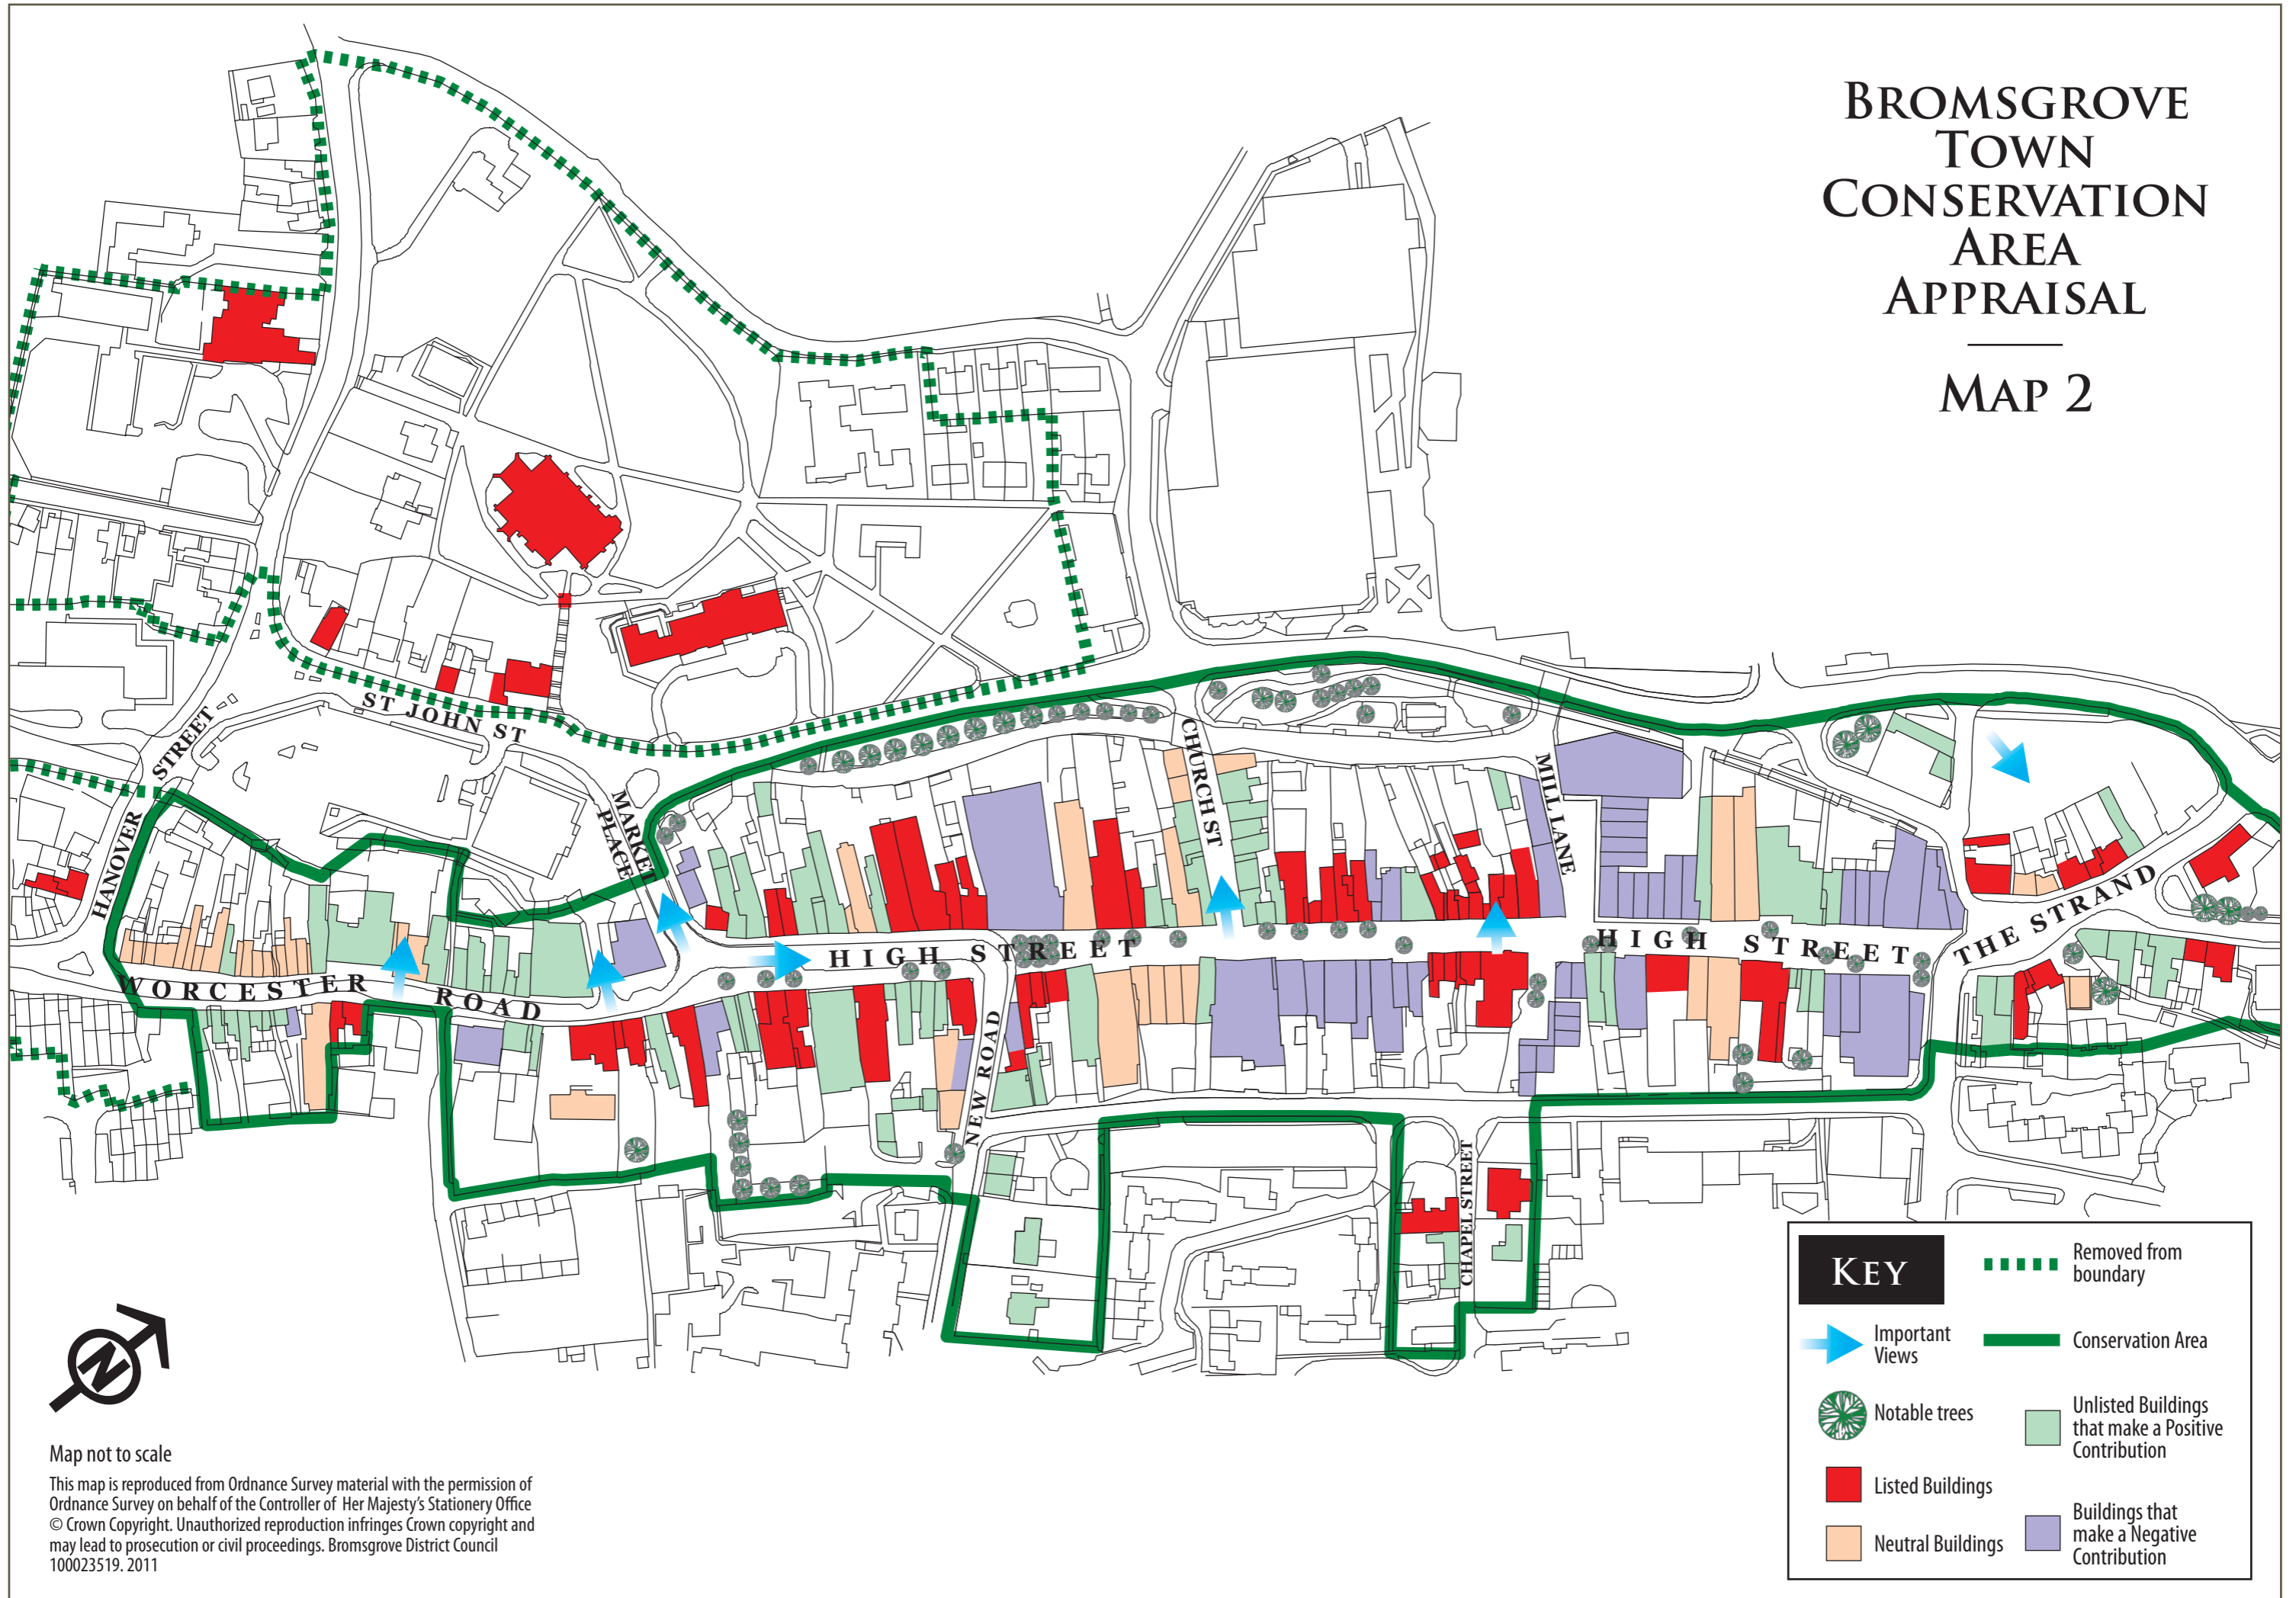 BROMSGROVE
TOWN
CONSERVATION
AREA
APPRAISAL
MAP 2
ST JOHN ST
HANOVER STREET
HANOVER
MARKET
PLACE
CHURCH ST
MILL LANE
HIGH STREET
HIGH STREET
THE STRAND
WORCESTER ROAD
NEW ROAD
NEW ROAD
CHAPEL STREET
N
Map not to scale
This map is reproduced from Ordnance Survey material with the permission of
Ordnance Survey on behalf of the Controller of Her Majesty's Stationery Office
© Crown Copyright. Unauthorized reproduction infringes Crown copyright and
may lead to prosecution or civil proceedings. Bromsgrove District Council
100023519. 2011
KEY
Removed from
boundary
Important
Views
Conservation Area
Notable trees
Unlisted Buildings
that make a Positive
Contribution
Listed Buildings
Neutral Buildings
Buildings that
make a Negative
Contribution